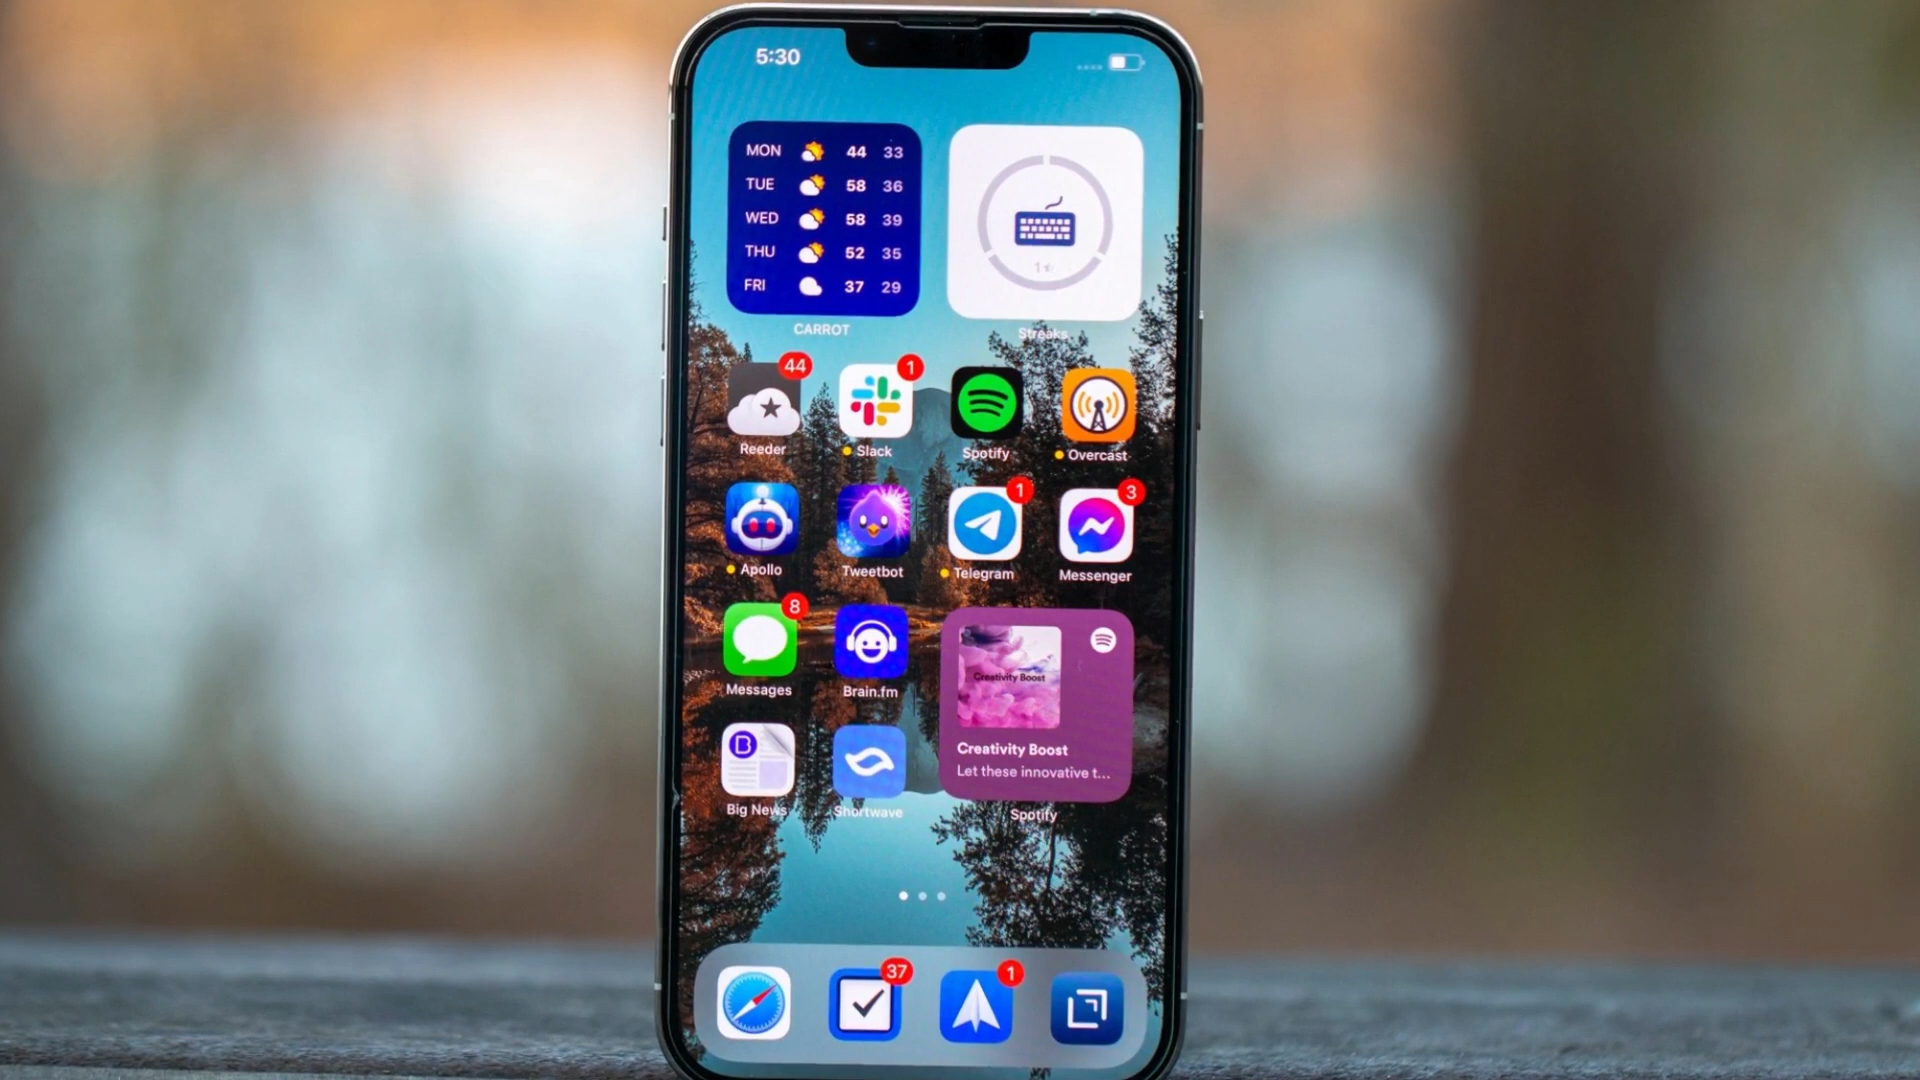 5:30
MON 44 33
TUE 58 36
WED 58 39
THU 52 35
FRI 37 29
1
CARROT
Streaks
44
1
Reeder
Slack
Spotify
Overcast
1
3
Apollo
Tweetbot
Telegram
Messenger
8
Messages
Brain.fm
Creativity Boost
Creativity Boost
Let these innovative t...
B
Big News
Shortwave
Spotify
37
1